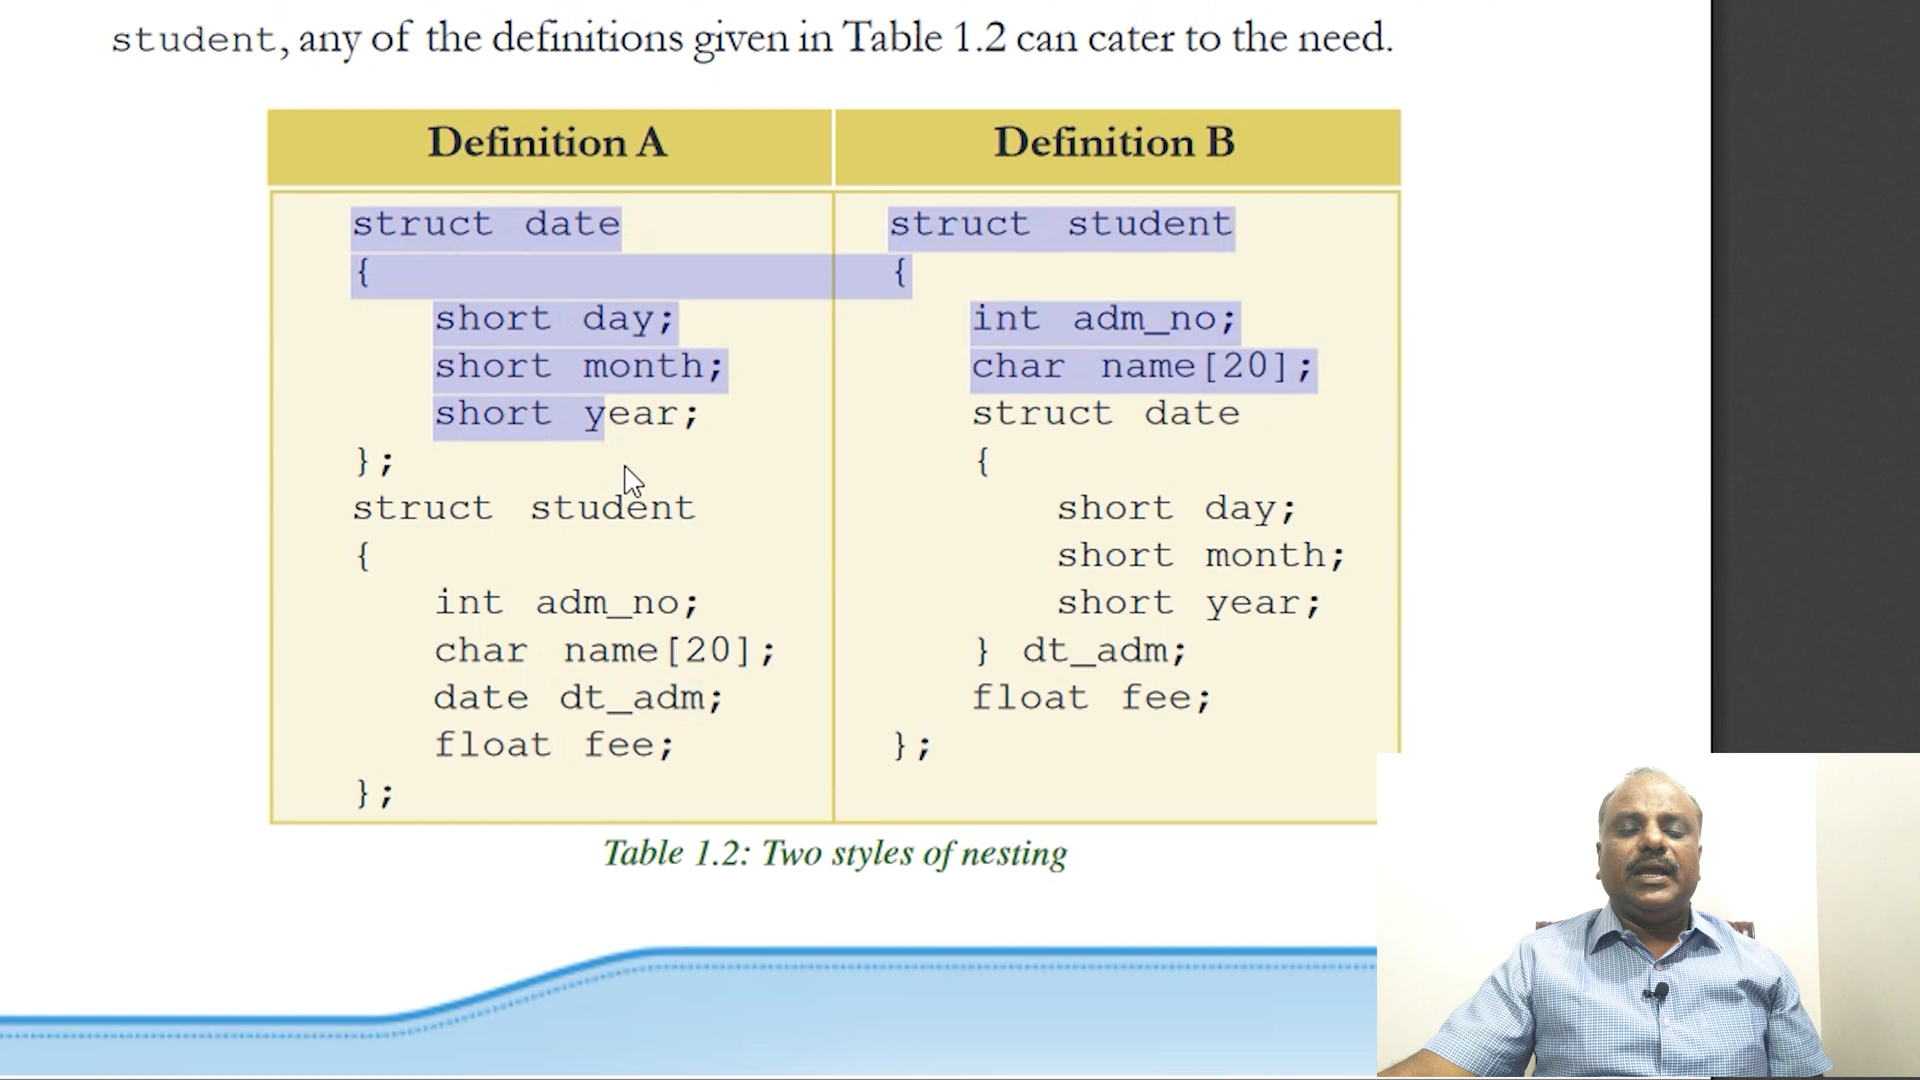 student, any of the definitions given in Table 1.2 can cater to the need.
Definition A
struct date
{
short day;
short month;
short year;
};
struct student
{
int adm_no;
char name[20];
date dt_adm;
float fee;
};
Definition B
struct student
{
int adm_no;
char name[20];
struct date
{
short day;
short month;
short year;
} dt_adm;
float fee;
};
Table 1.2: Two styles of nesting